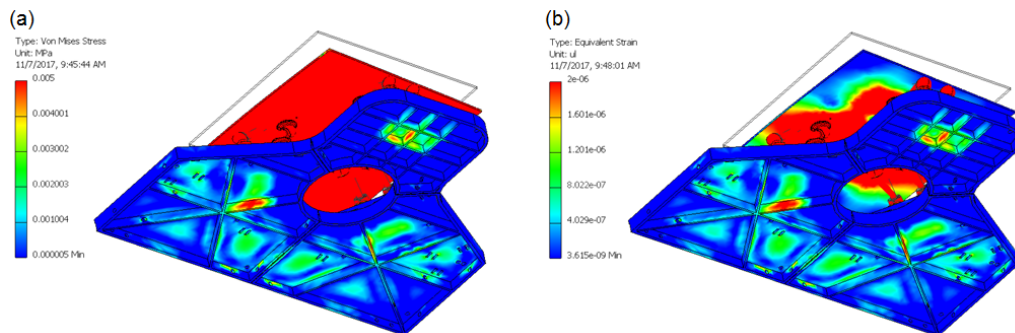 (a)
Type: Von Mises Stress
Unit: MPa
11/7/2017, 9:45:44 AM
0.005
0.004001
0.003002
0.002003
0.001004
0.000005 Min
(b)
Type: Equivalent Strain
Unit: ul
11/7/2017, 9:48:01 AM
2e-06
1.601e-06
1.201e-06
8.022e-07
4.029e-07
3.615e-09 Min